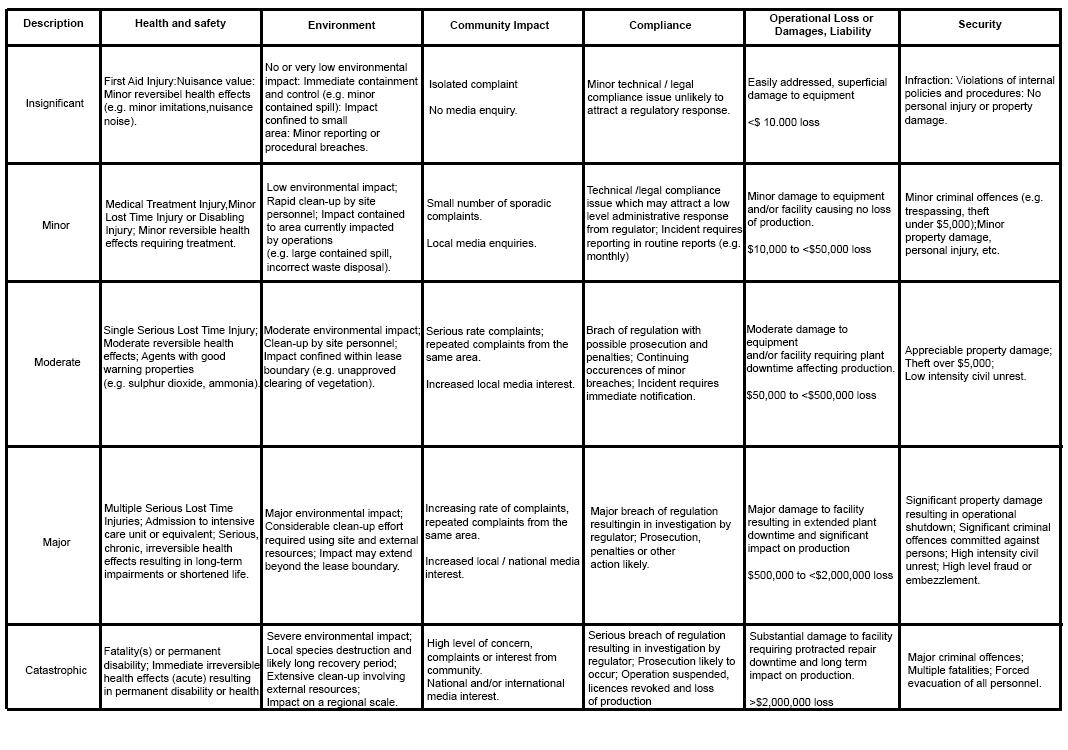 Description
Health and safety
Environment
Community Impact
Compliance
Operational Loss or
Damages, Liability
Security
Insignificant
First Aid Injury:Nuisance value:
Minor reversibel health effects
(e.g. minor imitations,nuisance
noise).
No or very low environmental
impact: Immediate containment
and control (e.g. minor
contained spill): Impact
confined to small
area: Minor reporting or
procedural breaches.
Isolated complaint
No media enquiry.
Minor technical / legal
compliance issue unlikely to
attract a regulatory response.
Easily addressed, superficial
damage to equipment
<$ 10.000 loss
Infraction: Violations of internal
policies and procedures: No
personal injury or property
damage.
Minor
Medical Treatment Injury,Minor
Lost Time Injury or Disabling
Injury; Minor reversible health
effects requiring treatment.
Low environmental impact;
Rapid clean-up by site
personnel; Impact contained
to area currently impacted
by operations
(e.g. large contained spill,
incorrect waste disposal).
Small number of sporadic
complaints.
Local media enquiries.
Technical /legal compliance
issue which may attract a low
level administrative response
from regulator; Incident requires
reporting in routine reports (e.g.
monthly)
Minor damage to equipment
and/or facility causing no loss
of production.
$10,000 to <$50,000 loss
Minor criminal offences (e.g.
trespassing, theft
under $5,000);Minor
property damage,
personal injury, etc.
Moderate
Single Serious Lost Time Injury;
Moderate reversible health
effects; Agents with good
warning properties
(e.g. sulphur dioxide, ammonia).
Moderate environmental impact;
Clean-up by site personnel;
Impact confined within lease
boundary (e.g. unapproved
clearing of vegetation).
Serious rate complaints;
repeated complaints from the
same area.
Increased local media interest.
Brach of regulation with
possible prosecution and
penalties; Continuing
occurences of minor
breaches; Incident requires
immediate notification.
Moderate damage to
equipment
and/or facility requiring plant
downtime affecting production.
$50,000 to <$500,000 loss
Appreciable property damage;
Theft over $5,000;
Low intensity civil unrest.
Major
Multiple Serious Lost Time
Injuries; Admission to intensive
care unit or equivalent; Serious,
chronic, irreversible health
effects resulting in long-term
impairments or shortened life.
Major environmental impact;
Considerable clean-up effort
required using site and external
resources; Impact may extend
beyond the lease boundary.
Increasing rate of complaints,
repeated complaints from the
same area.
Increased local / national media
interest.
Major breach of regulation
resultingin in investigation by
regulator; Prosecution,
penalties or other
action likely.
Major damage to facility
resulting in extended plant
downtime and significant
impact on production
$500,000 to <$2,000,000 loss
Significant property damage
resulting in operational
shutdown; Significant criminal
offences committed against
persons; High intensity civil
unrest; High level fraud or
embezzlement.
Catastrophic
Fatality(s) or permanent
disability; Immediate irreversible
health effects (acute) resulting
in permanent disability or health
Severe environmental impact;
Local species destruction and
likely long recovery period;
Extensive clean-up involving
external resources;
Impact on a regional scale.
High level of concern,
complaints or interest from
community.
National and/or international
media interest.
Serious breach of regulation
resulting in investigation by
regulator; Prosecution likely to
occur; Operation suspended,
licences revoked and loss
of production
Substantial damage to facility
requiring protracted repair
downtime and long term
impact on production.
>$2,000,000 loss
Major criminal offences;
Multiple fatalities; Forced
evacuation of all personnel.